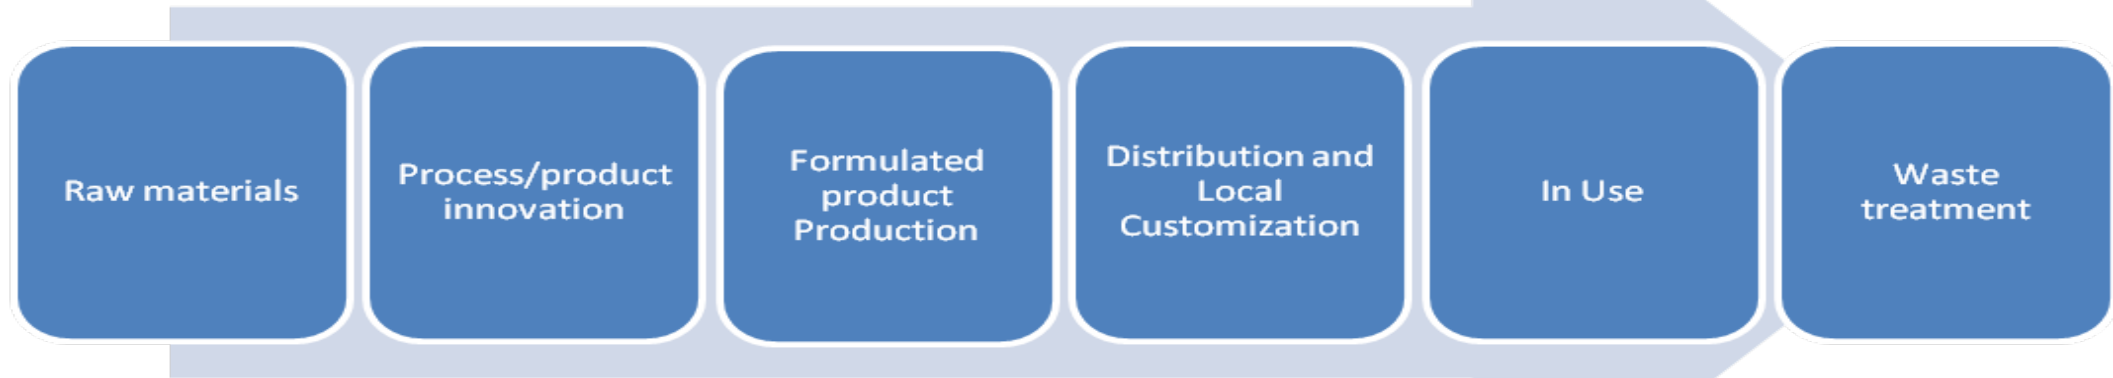 Raw materials
Process/product
innovation
Formulated
product
Production
Distribution and
Local
Customization
In Use
Waste
treatment